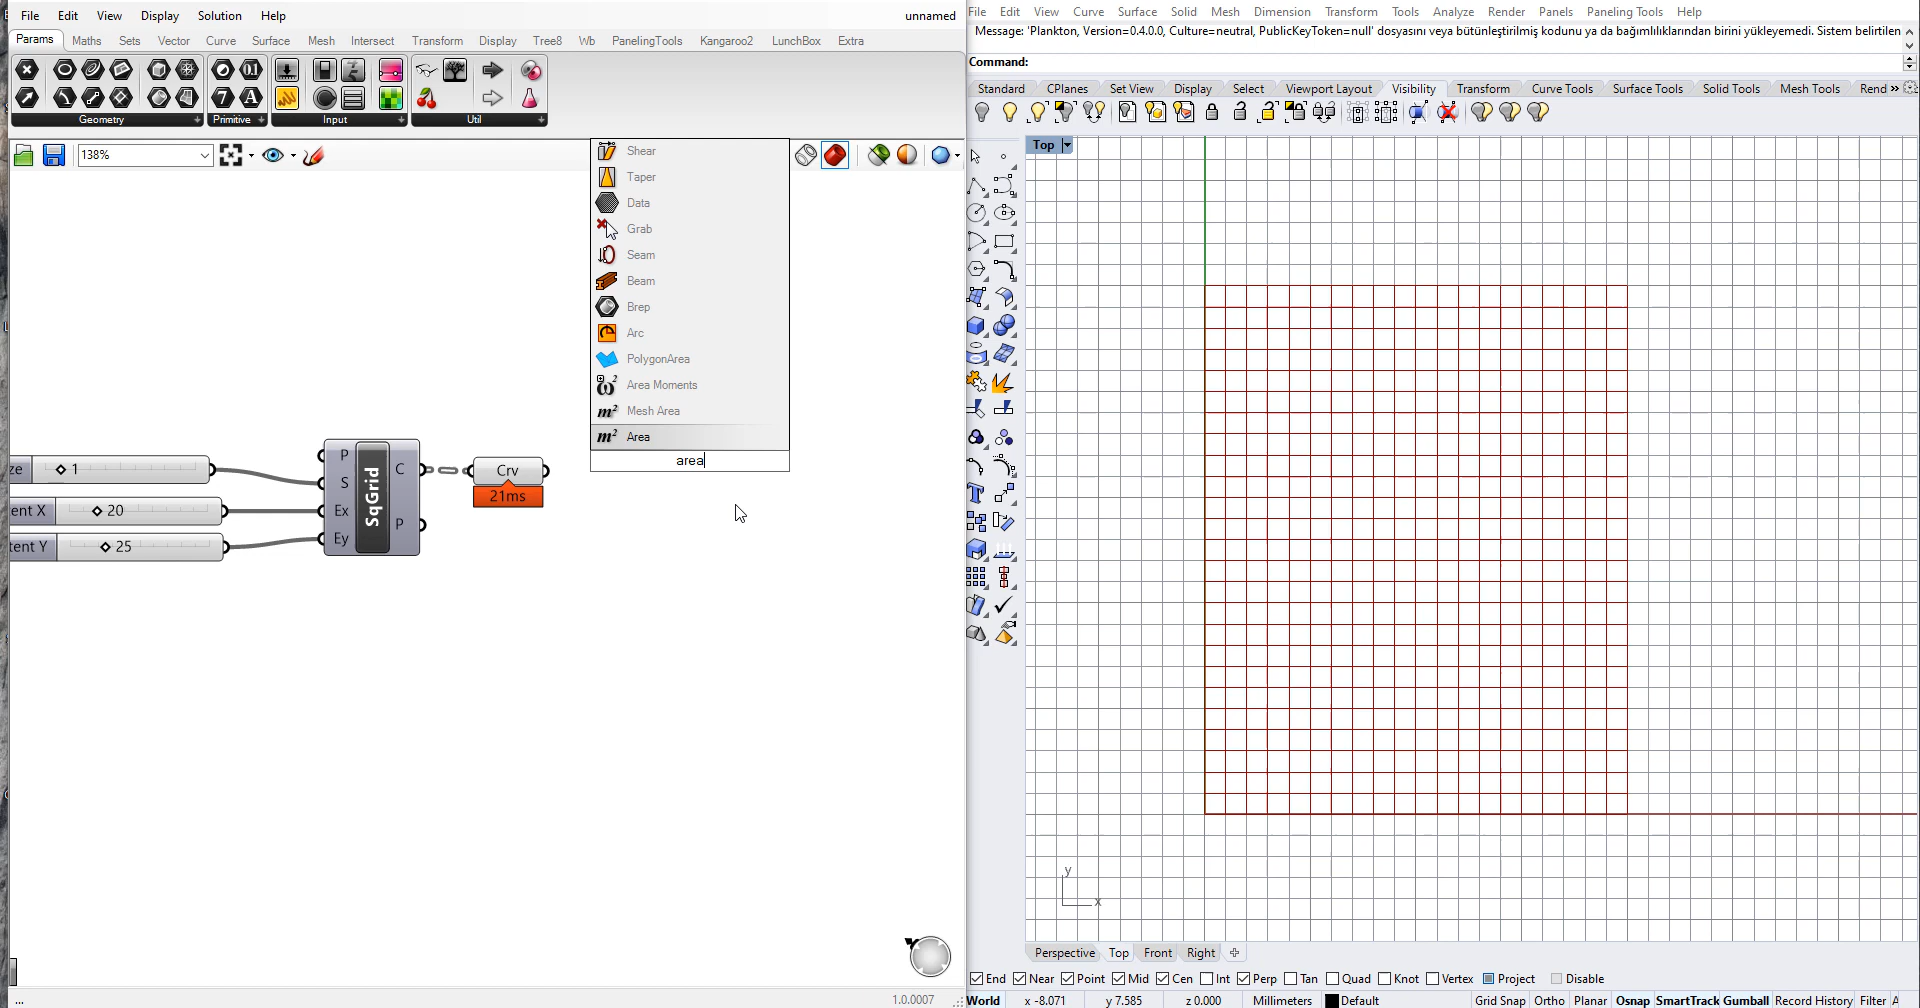 File Edit View Display Solution Help unnamed
Params Maths Sets Vector Curve Surface Mesh Intersect Transform Display Tree8 Wb PanelingTools Kangaroo2 LunchBox Extra
Geometry Primitive Input Util
138%
Shear
Taper
Data
Grab
Seam
Beam
Brep
Arc
PolygonArea
Area Moments
m² Mesh Area
m² Area
area
ze 1
ent X 20
tent Y 25
P
S
Ex
Ey
SqGrid
C
P
Crv
21ms
...
1.0.0007
File Edit View Curve Surface Solid Mesh Dimension Transform Tools Analyze Render Panels Paneling Tools Help
Message: 'Plankton, Version=0.4.0.0, Culture=neutral, PublicKeyToken=null' dosyasını veya bütünleştirilmiş kodunu ya da bağımlılıklarından birini yükleyemedi. Sistem belirtilen
Command:
Standard CPlanes Set View Display Select Viewport Layout Visibility Transform Curve Tools Surface Tools Solid Tools Mesh Tools Rend »
Top
y
x
Perspective Top Front Right
End Near Point Mid Cen Int Perp Tan Quad Knot Vertex Project Disable
World x -8.071 y 7.585 z 0.000 Millimeters Default Grid Snap Ortho Planar Osnap SmartTrack Gumball Record History Filter